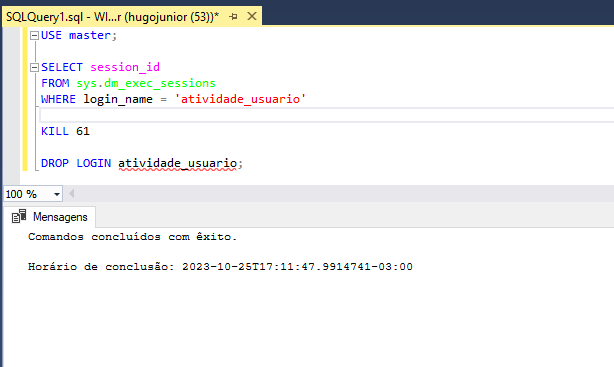 SQLQuery1.sql - WI...r (hugojunior (53))*
USE master;
SELECT session_id
FROM sys.dm_exec_sessions
WHERE login_name = 'atividade_usuario'
KILL 61
DROP LOGIN atividade_usuario;
100 %
Mensagens
Comandos concluídos com êxito.
Horário de conclusão: 2023-10-25T17:11:47.9914741-03:00